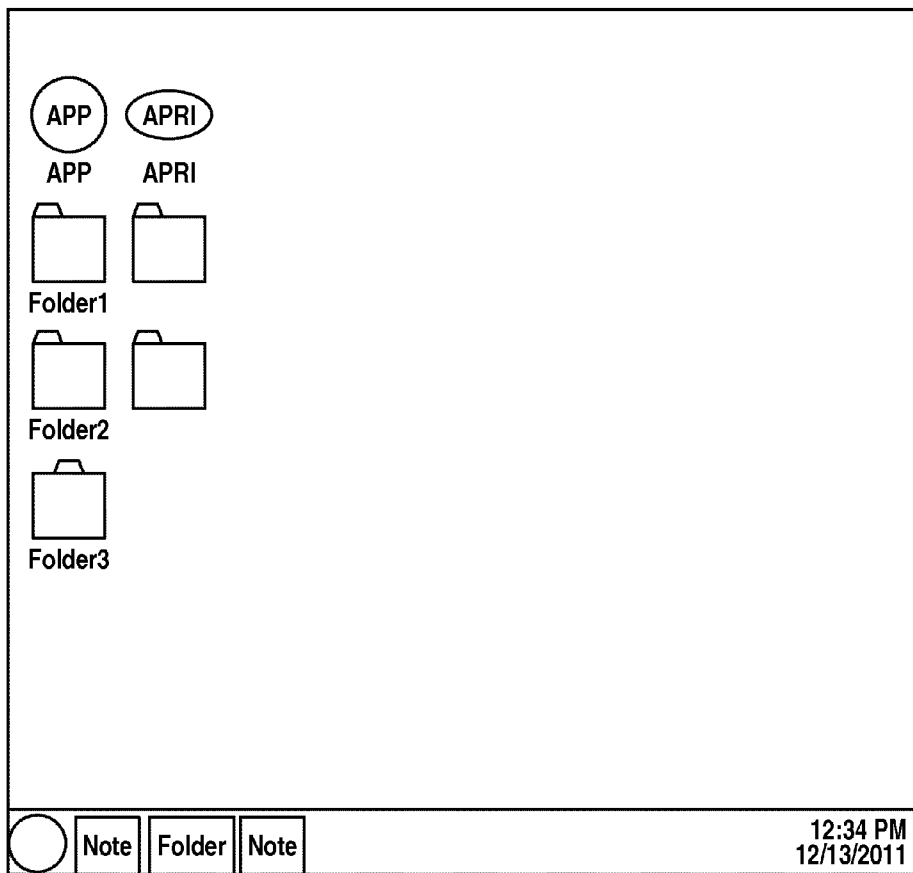 APP APRI
APP APRI
Folder1
Folder2
Folder3
Note Folder Note
12:34 PM
12/13/2011